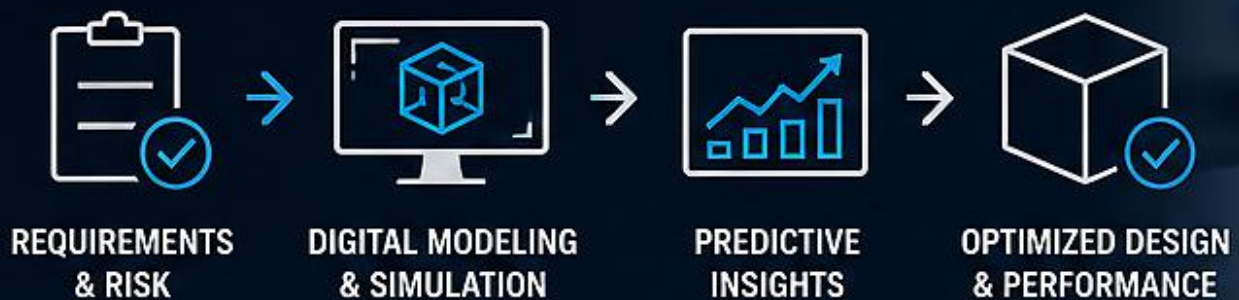 REQUIREMENTS
& RISK
DIGITAL MODELING
& SIMULATION
PREDICTIVE
INSIGHTS
OPTIMIZED DESIGN
& PERFORMANCE